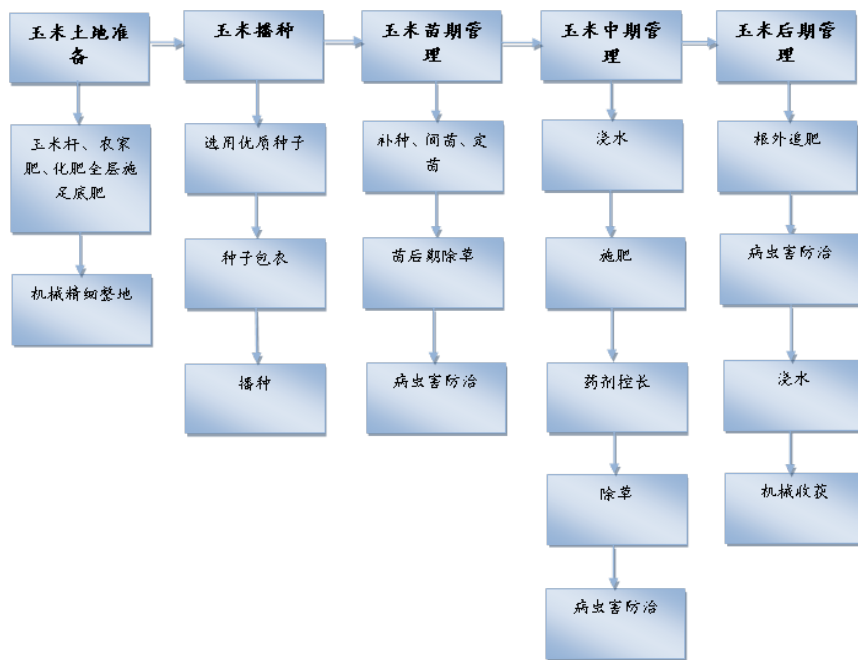 玉米土地准
备
玉米播种
玉米苗期管
理
玉米中期管
理
玉米后期管
理
玉米杆、农家
肥、化肥全层施
足底肥
机械精细整地
选用优质种子
种子包衣
播种
补种、间苗、定
苗
苗后期除草
病虫害防治
浇水
施肥
药剂控长
除草
病虫害防治
根外追肥
病虫害防治
浇水
机械收获